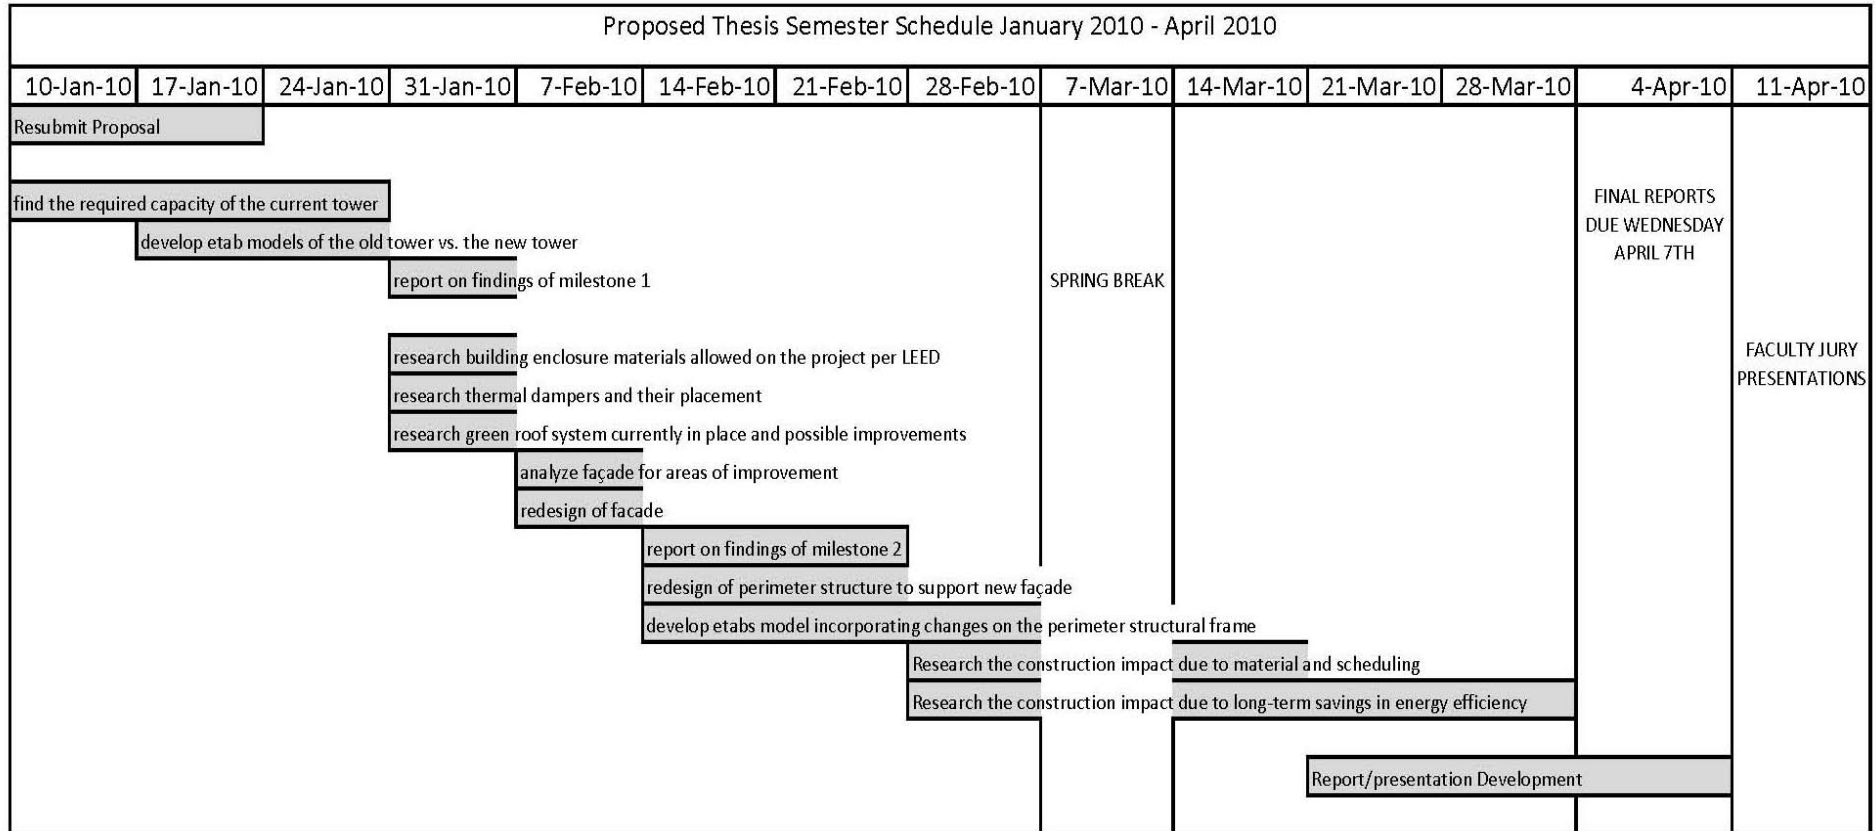 Proposed Thesis Semester Schedule January 2010 - April 2010
10-Jan-10 17-Jan-10 24-Jan-10 31-Jan-10 7-Feb-10 14-Feb-10 21-Feb-10 28-Feb-10 7-Mar-10 14-Mar-10 21-Mar-10 28-Mar-10 4-Apr-10 11-Apr-10
Resubmit Proposal
find the required capacity of the current tower
develop etab models of the old tower vs. the new tower
report on findings of milestone 1
research building enclosure materials allowed on the project per LEED
research thermal dampers and their placement
research green roof system currently in place and possible improvements
analyze façade for areas of improvement
redesign of facade
report on findings of milestone 2
redesign of perimeter structure to support new façade
develop etabs model incorporating changes on the perimeter structural frame
Research the construction impact due to material and scheduling
Research the construction impact due to long-term savings in energy efficiency
Report/presentation Development
SPRING BREAK
FINAL REPORTS
DUE WEDNESDAY
APRIL 7TH
FACULTY JURY
PRESENTATIONS